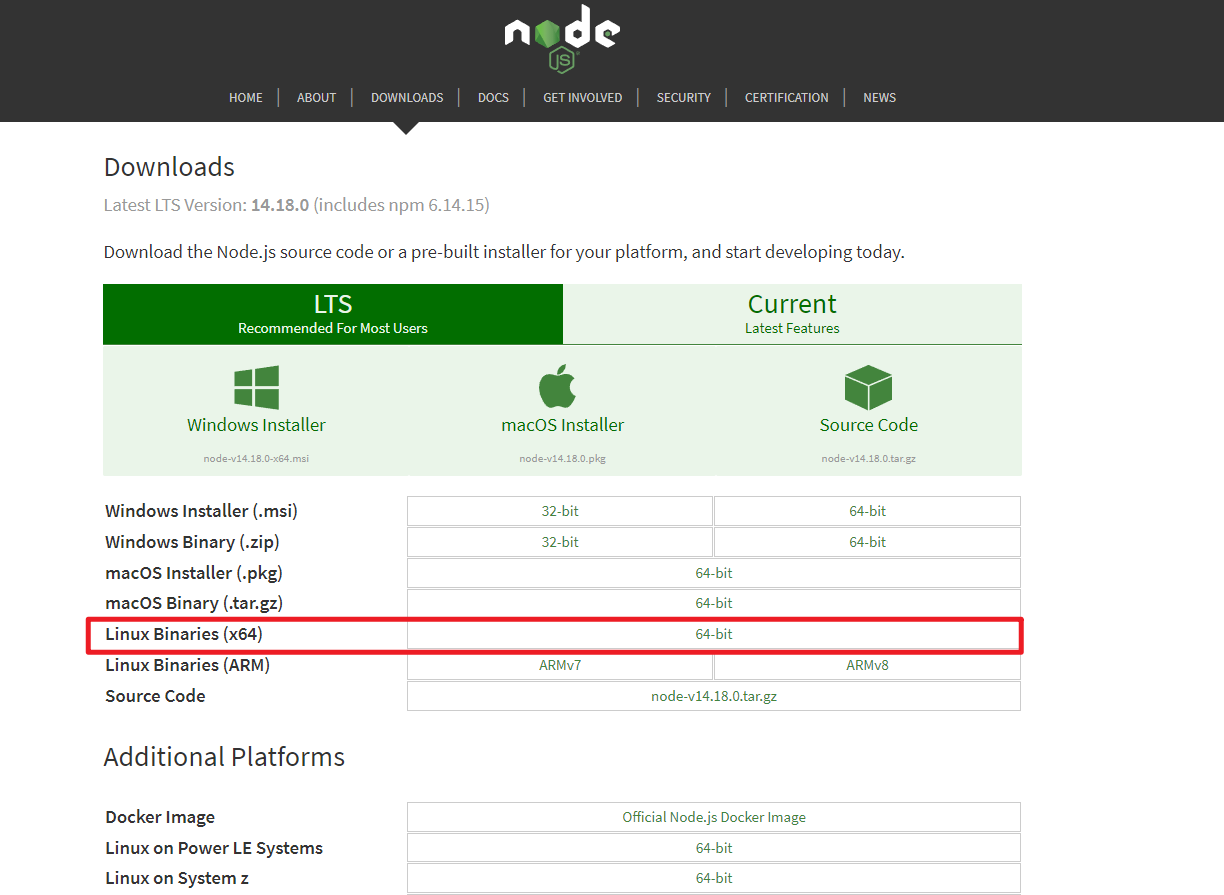 node
JS
HOME ABOUT DOWNLOADS DOCS GET INVOLVED SECURITY CERTIFICATION NEWS
Downloads
Latest LTS Version: 14.18.0 (includes npm 6.14.15)
Download the Node.js source code or a pre-built installer for your platform, and start developing today.
LTS
Recommended For Most Users
Current
Latest Features
Windows Installer
node-v14.18.0-x64.msi
macOS Installer
node-v14.18.0.pkg
Source Code
node-v14.18.0.tar.gz
Windows Installer (.msi) 32-bit 64-bit
Windows Binary (.zip) 32-bit 64-bit
macOS Installer (.pkg) 64-bit
macOS Binary (.tar.gz) 64-bit
Linux Binaries (x64) 64-bit
Linux Binaries (ARM) ARMv7 ARMv8
Source Code node-v14.18.0.tar.gz
Additional Platforms
Docker Image Official Node.js Docker Image
Linux on Power LE Systems 64-bit
Linux on System z 64-bit